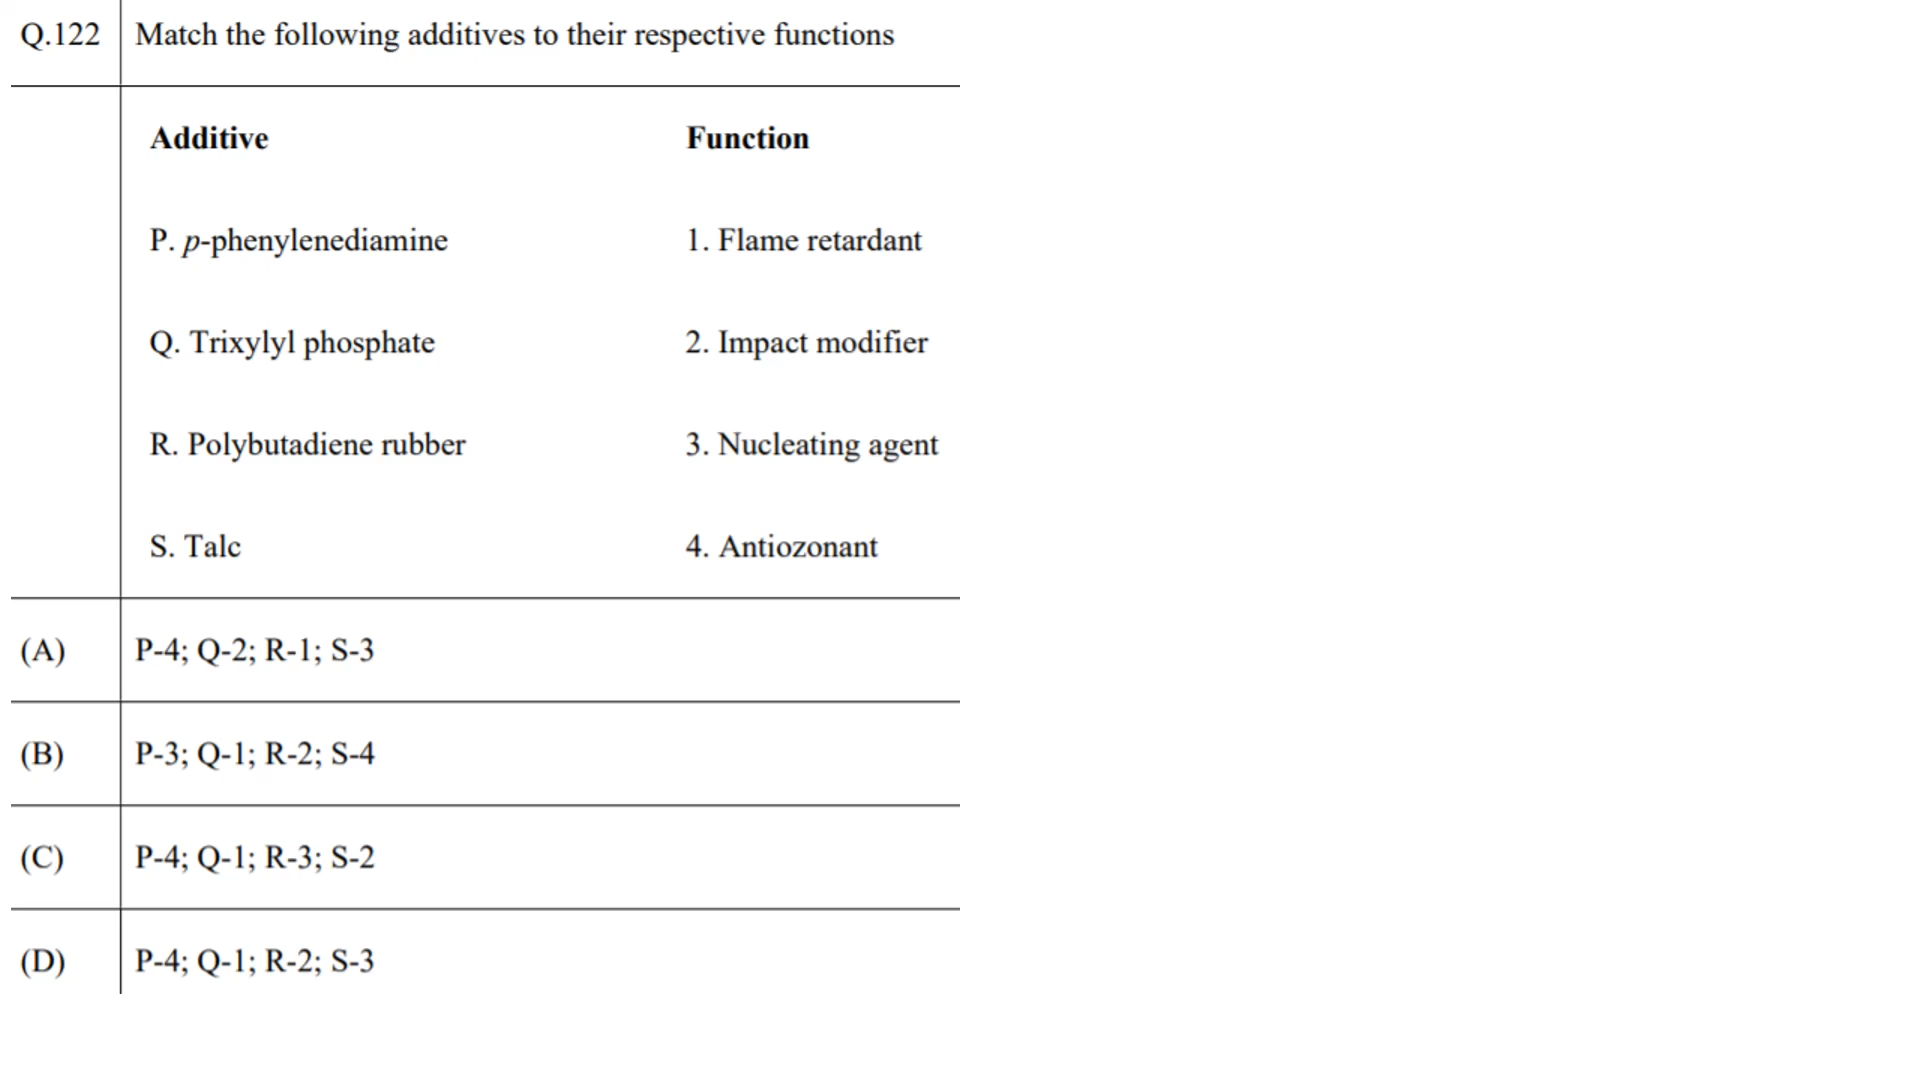 Q.122 Match the following additives to their respective functions
Additive Function
P. p-phenylenediamine 1. Flame retardant
Q. Trixylyl phosphate 2. Impact modifier
R. Polybutadiene rubber 3. Nucleating agent
S. Talc 4. Antiozonant
(A) P-4; Q-2; R-1; S-3
(B) P-3; Q-1; R-2; S-4
(C) P-4; Q-1; R-3; S-2
(D) P-4; Q-1; R-2; S-3